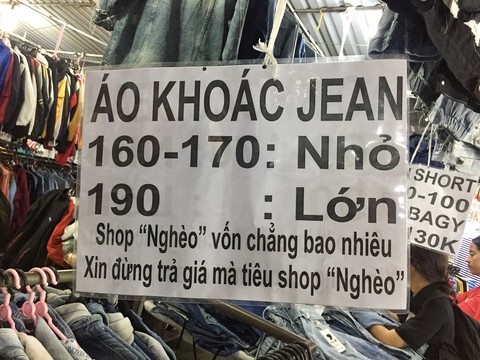 ÁO KHOÁC JEAN
160-170: Nhỏ
190 : Lớn
Shop “Nghèo” vốn chẳng bao nhiêu
Xin đừng trả giá mà tiêu shop “Nghèo”
SHORT
0-100
BAGY
130K